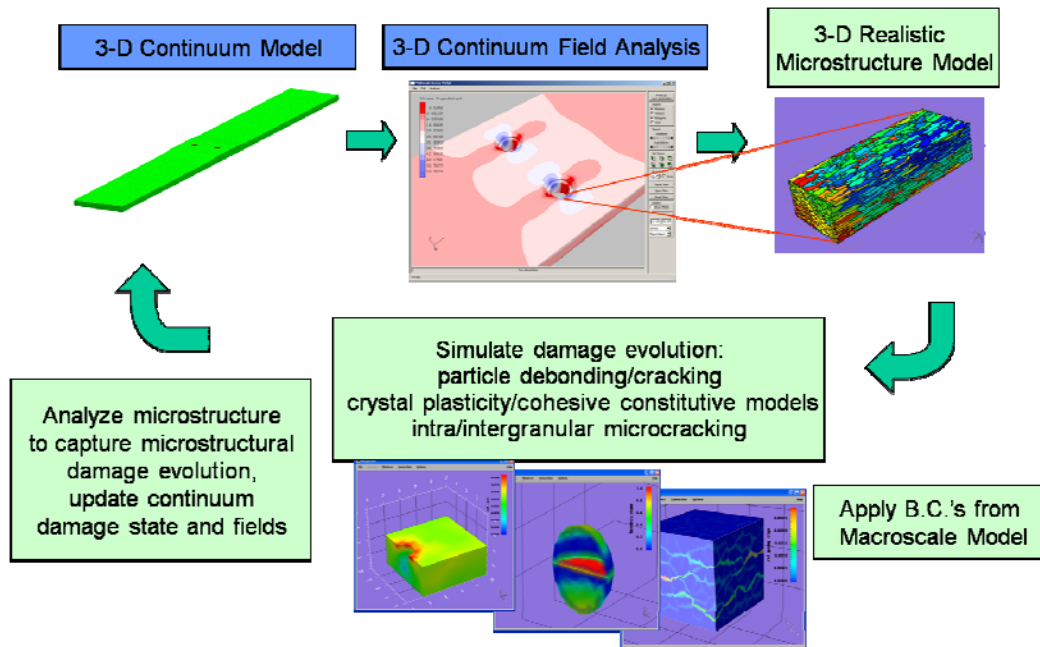 3-D Continuum Model
3-D Continuum Field Analysis
3-D Realistic
Microstructure Model
Simulate damage evolution:
particle debonding/cracking
crystal plasticity/cohesive constitutive models
intra/intergranular microcracking
Analyze microstructure
to capture microstructural
damage evolution,
update continuum
damage state and fields
Apply B.C.'s from
Macroscale Model